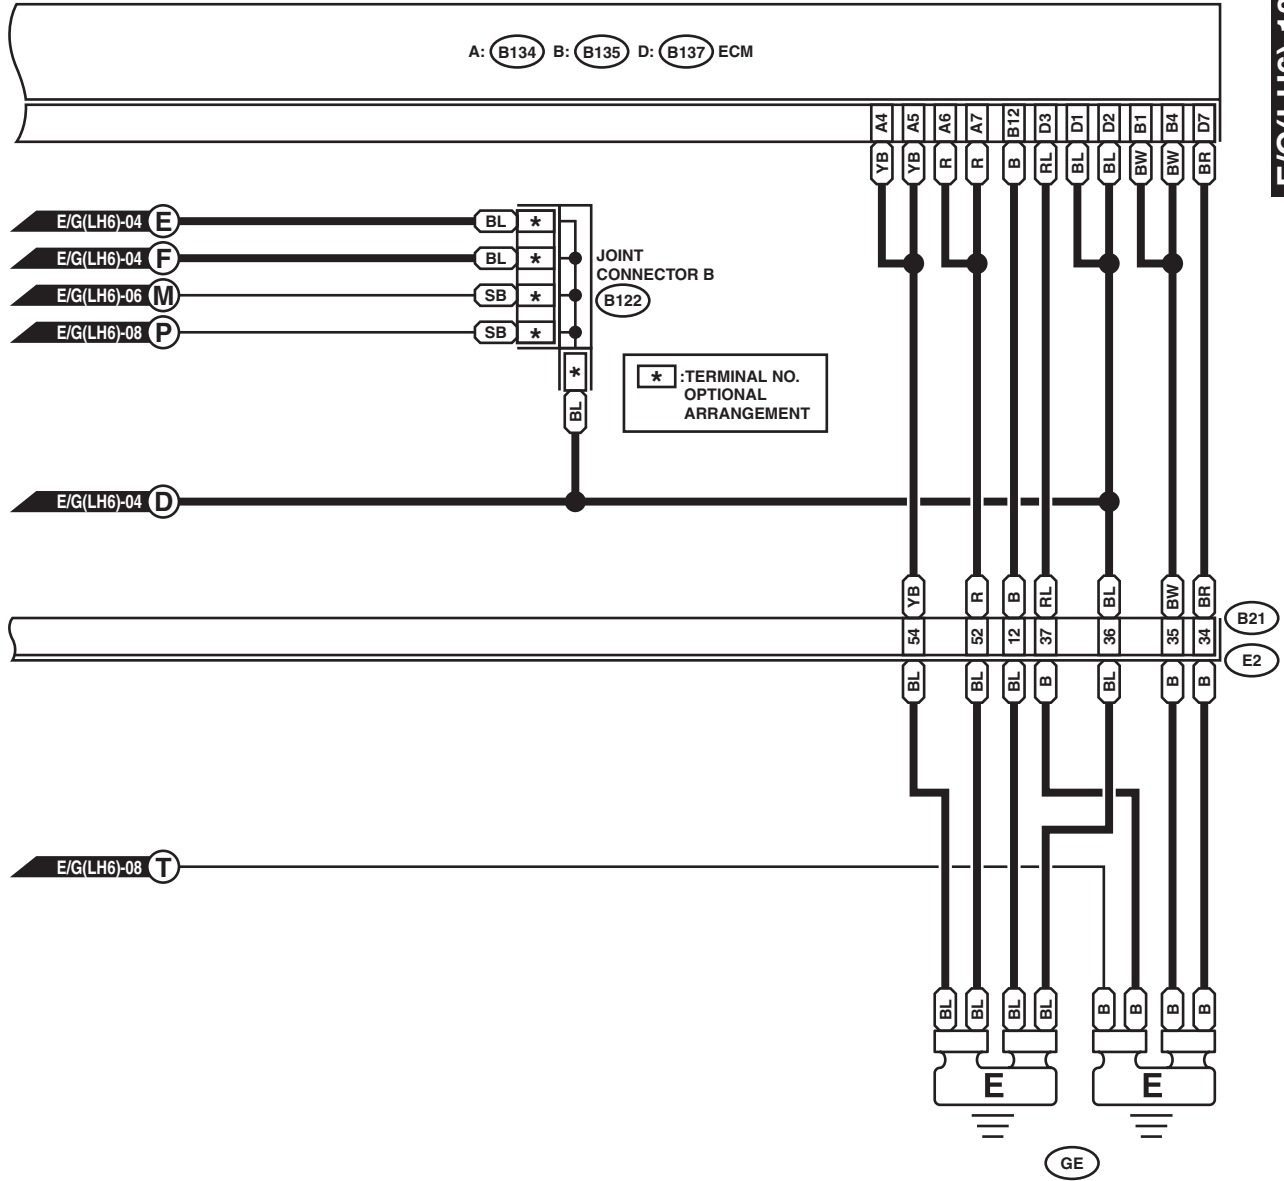 A: B134 B: B135 D: B137 ECM
A4 A5 A6 A7 B12 D3 D1 D2 B1 B4 D7
YB YB R R B RL BL BL BW BW BR
E/G(LH6)-04 E BL *
E/G(LH6)-04 F BL *
E/G(LH6)-06 M SB *
E/G(LH6)-08 P SB *
JOINT
CONNECTOR B
B122
*
BL
* :TERMINAL NO.
OPTIONAL
ARRANGEMENT
E/G(LH6)-04 D
YB R B RL BL BW BR
B21
54 52 12 37 36 35 34
E2
BL BL BL B BL B B
E/G(LH6)-08 T
BL BL BL BL B B B B
E E
GE